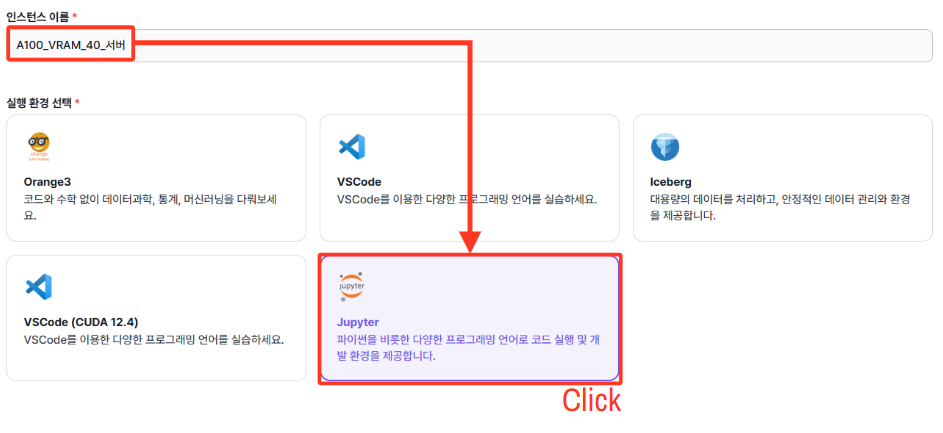 인스턴스 이름 *
A100_VRAM_40_서버
실행 환경 선택 *
orange
Orange3
코드와 수학 없이 데이터과학, 통계, 머신러닝을 다뤄보세
요.
VSCode
VSCode를 이용한 다양한 프로그래밍 언어를 실습하세요.
Iceberg
대용량의 데이터를 처리하고, 안정적인 데이터 관리와 환경
을 제공합니다.
VSCode (CUDA 12.4)
VSCode를 이용한 다양한 프로그래밍 언어를 실습하세요.
jupyter
Jupyter
파이썬을 비롯한 다양한 프로그래밍 언어로 코드 실행 및 개
발 환경을 제공합니다.
Click